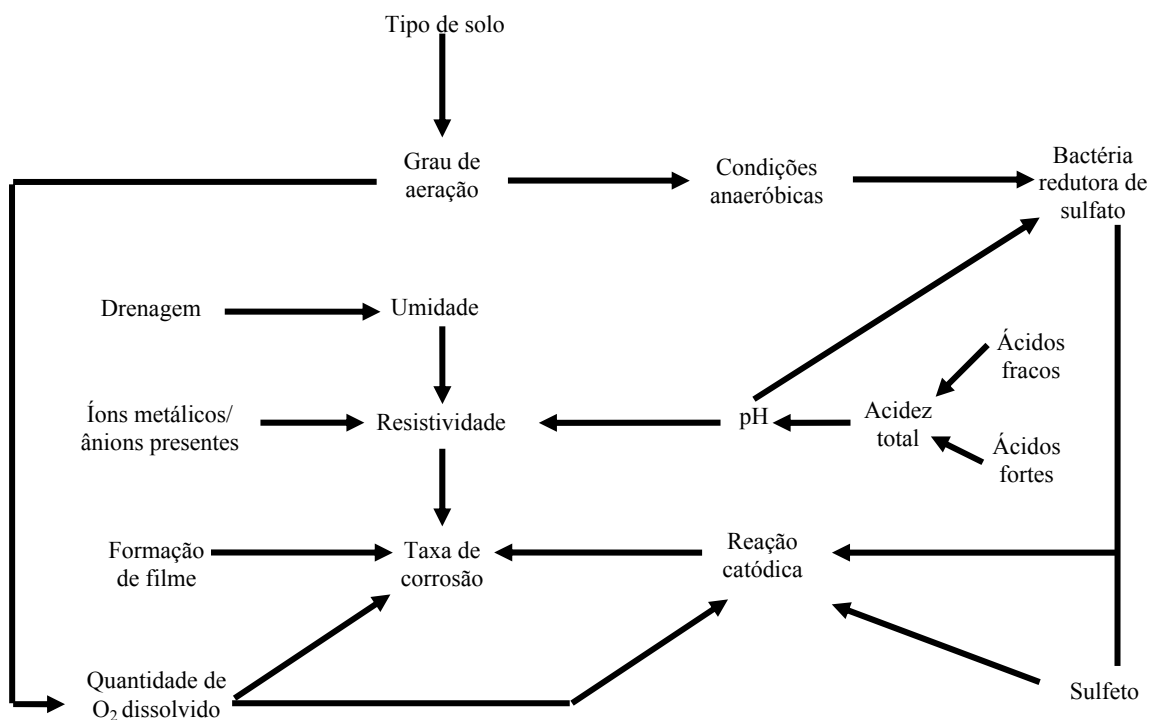 Tipo de solo
Grau de
aeração
Condições
anaeróbicas
Bactéria
redutora de
sulfato
Drenagem
Umidade
Ácidos
fracos
Íons metálicos/
ânions presentes
Resistividade
pH
Acidez
total
Ácidos
fortes
Formação
de filme
Taxa de
corrosão
Reação
catódica
Quantidade de
O₂ dissolvido
Sulfeto